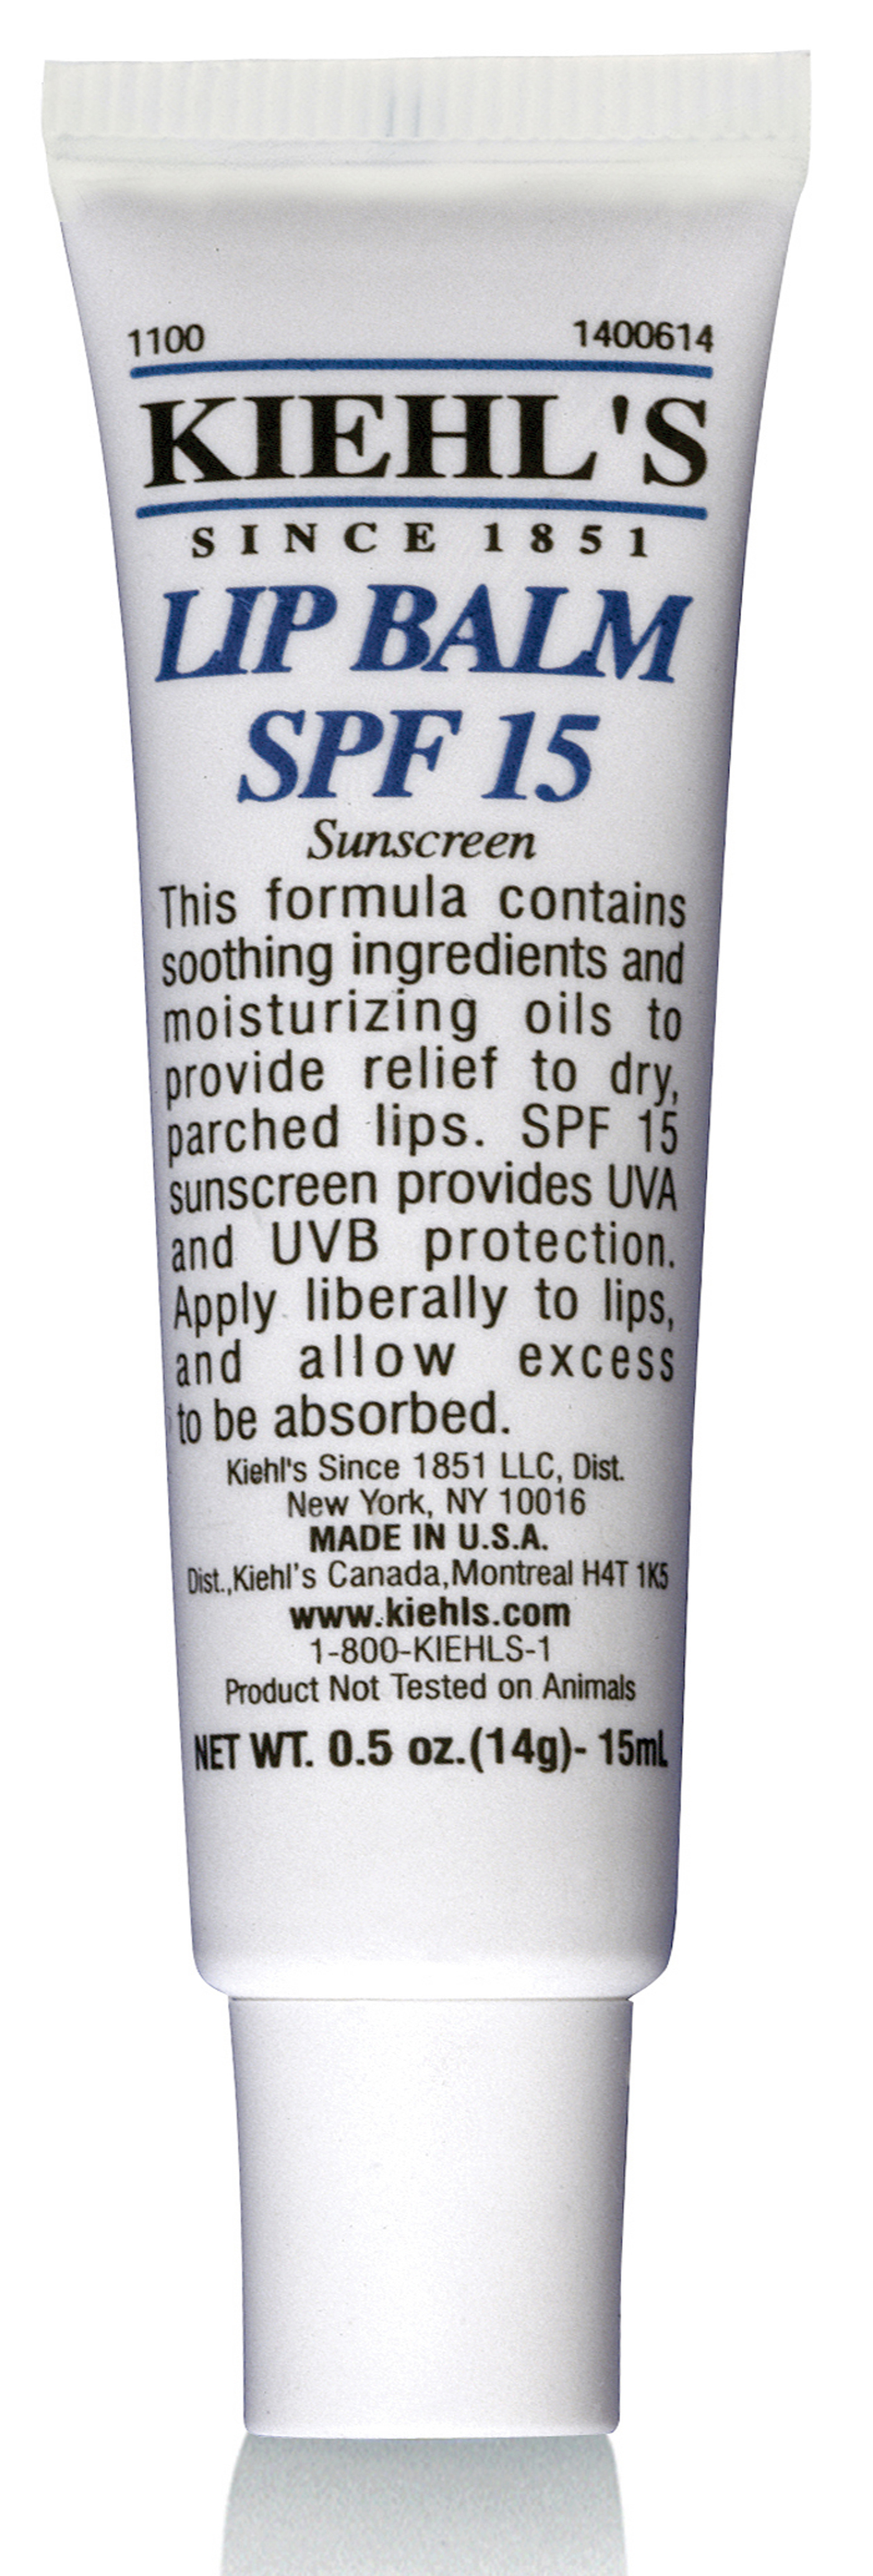 1100 1400614
KIEHL'S
SINCE 1851
LIP BALM
SPF 15
Sunscreen
This formula contains
soothing ingredients and
moisturizing oils to
provide relief to dry,
parched lips. SPF 15
sunscreen provides UVA
and UVB protection.
Apply liberally to lips,
and allow excess
to be absorbed.
Kiehl's Since 1851 LLC, Dist.
New York, NY 10016
MADE IN U.S.A.
Dist.,Kiehl's Canada,Montreal H4T 1K5
www.kiehls.com
1-800-KIEHLS-1
Product Not Tested on Animals
NET WT. 0.5 oz.(14g)- 15mL